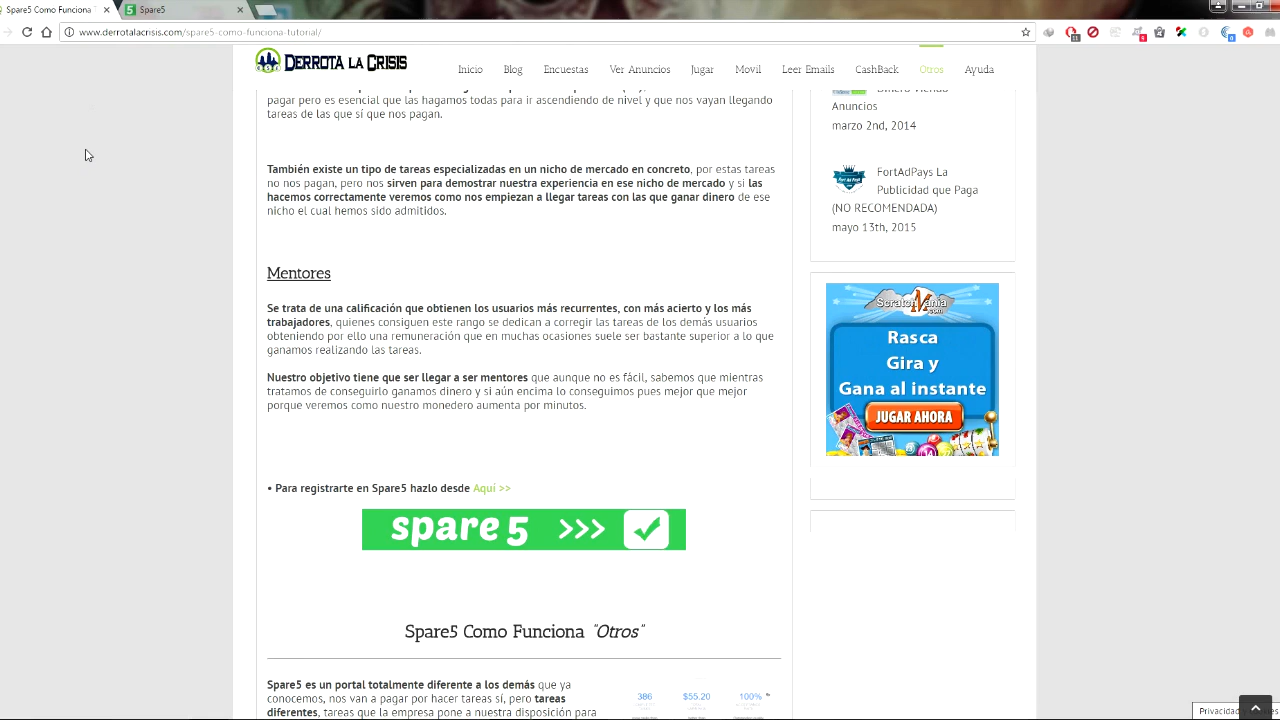 Spare5 Como Funciona
Spare5
www.derrotalacrisis.com/spare5-como-funciona-tutorial/
DERROTA LA CRISIS
Inicio Blog Encuestas Ver Anuncios Jugar Movil Leer Emails CashBack Otros Ayuda
pagar pero es esencial que las hagamos todas para ir ascendiendo de nivel y que nos vayan llegando
tareas de las que sí que nos pagan.
También existe un tipo de tareas especializadas en un nicho de mercado en concreto, por estas tareas
no nos pagan, pero nos sirven para demostrar nuestra experiencia en ese nicho de mercado y si las
hacemos correctamente veremos como nos empiezan a llegar tareas con las que ganar dinero de ese
nicho el cual hemos sido admitidos.
Mentores
Se trata de una calificación que obtienen los usuarios más recurrentes, con más acierto y los más
trabajadores, quienes consiguen este rango se dedican a corregir las tareas de los demás usuarios
obteniendo por ello una remuneración que en muchas ocasiones suele ser bastante superior a lo que
ganamos realizando las tareas.
Nuestro objetivo tiene que ser llegar a ser mentores que aunque no es fácil, sabemos que mientras
tratamos de conseguirlo ganamos dinero y si aún encima lo conseguimos pues mejor que mejor
porque veremos como nuestro monedero aumenta por minutos.
• Para registrarte en Spare5 hazlo desde Aquí >>
spare5 >>>
Spare5 Como Funciona "Otros"
Spare5 es un portal totalmente diferente a los demás que ya
conocemos, nos van a pagar por hacer tareas sí, pero tareas
diferentes, tareas que la empresa pone a nuestra disposición para
386 $55.20 100%
Dinero Viendo
Anuncios
marzo 2nd, 2014
FortAdPays La
Publicidad que Paga
(NO RECOMENDADA)
mayo 13th, 2015
ScratchMania
.com
Rasca
Gira y
Gana al instante
JUGAR AHORA